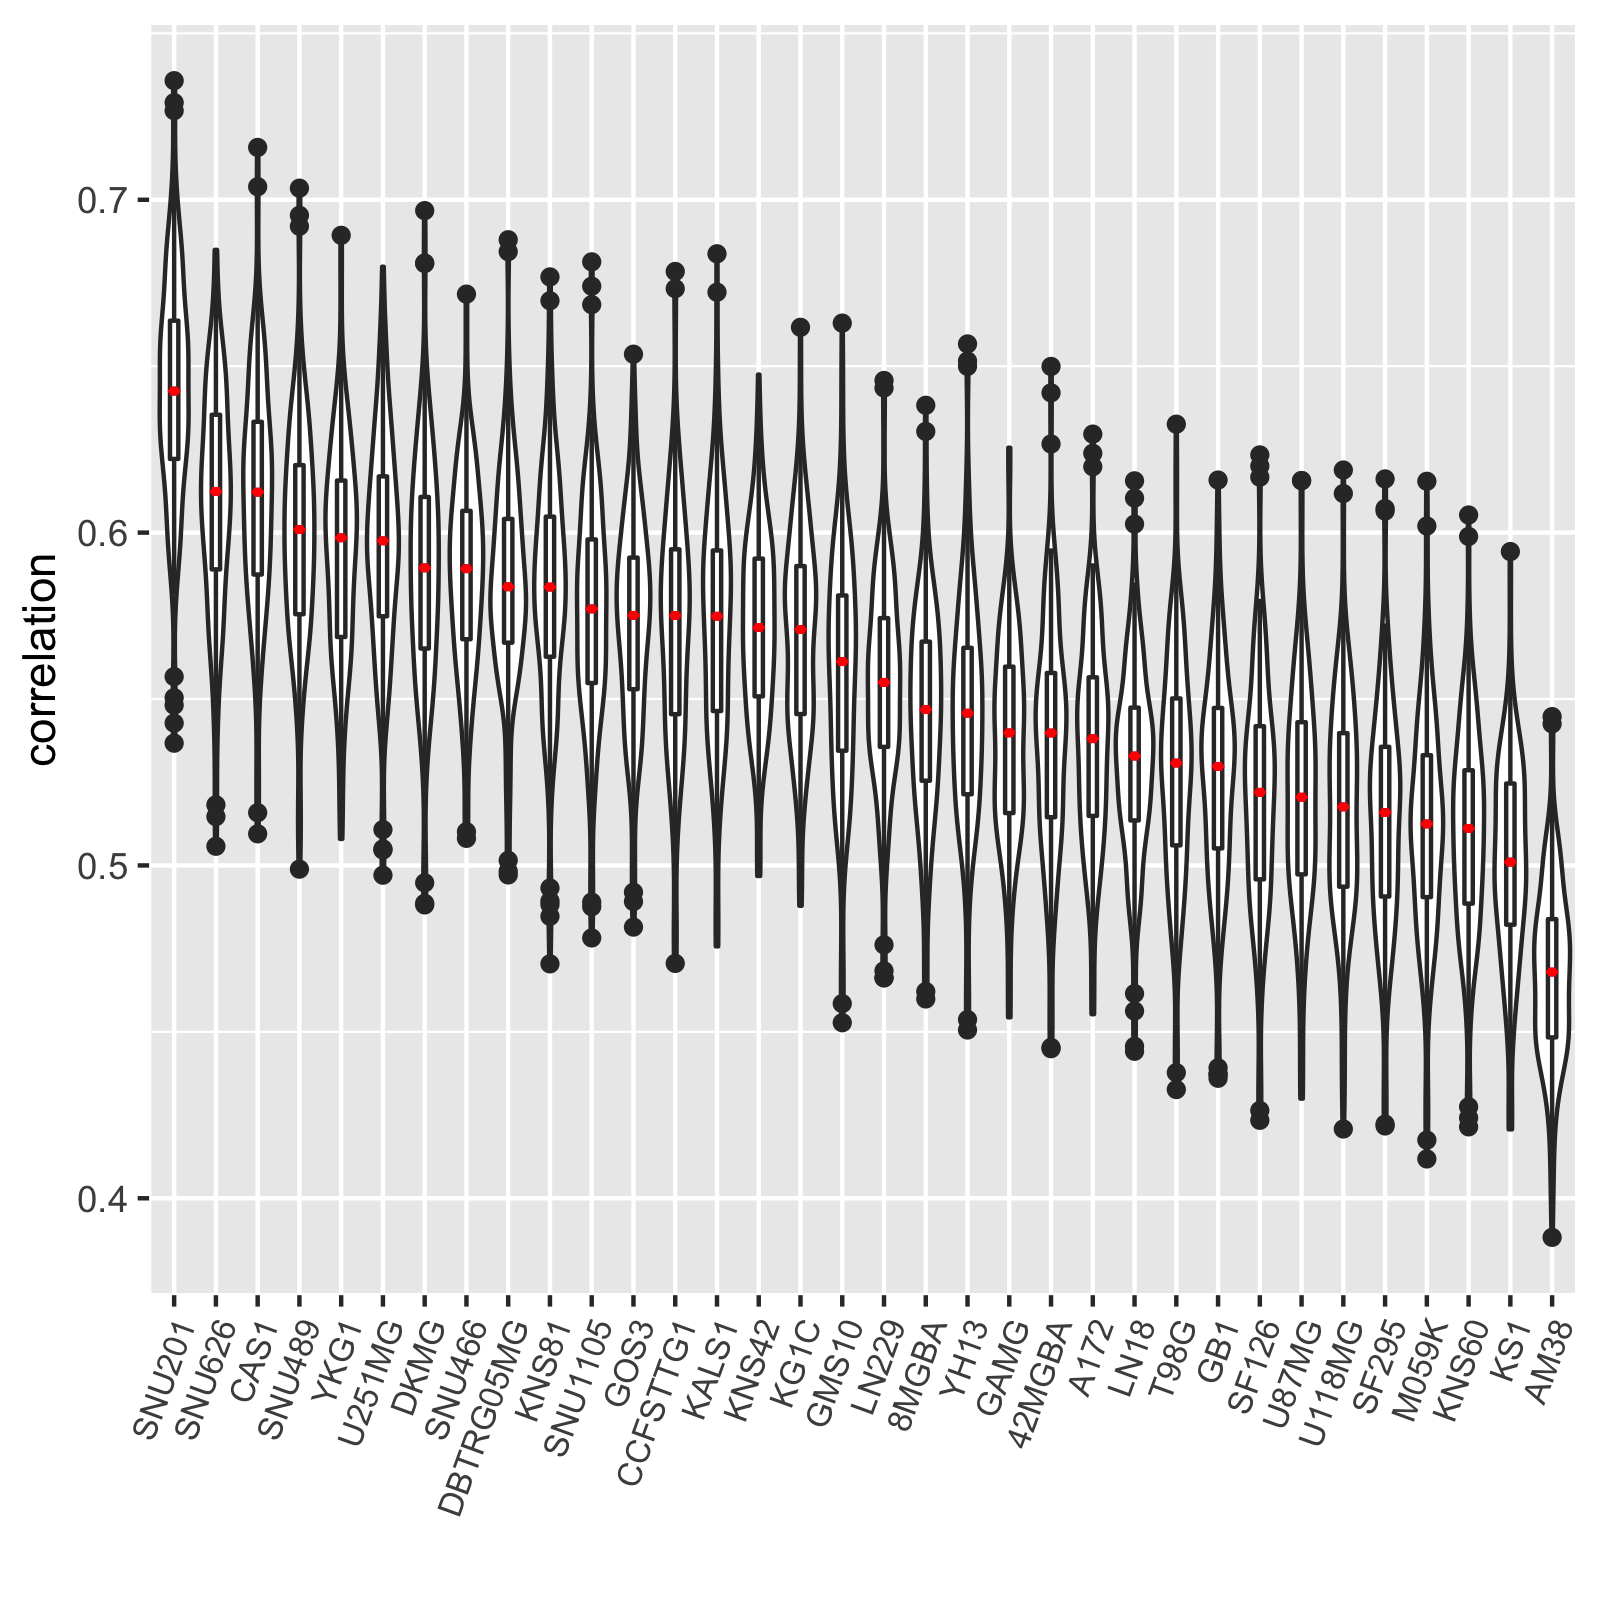 correlation
0.7
0.6
0.5
0.4
SNU201
SNU626
CAS1
SNU489
YKG1
U251MG
DKMG
SNU466
DBTRG05MG
KNS81
SNU1105
GOS3
CCFSTTG1
KALS1
KNS42
KG1C
GMS10
LN229
8MGBA
YH13
GAMG
42MGBA
A172
LN18
T98G
GB1
SF126
U87MG
U118MG
SF295
M059K
KNS60
KS1
AM38